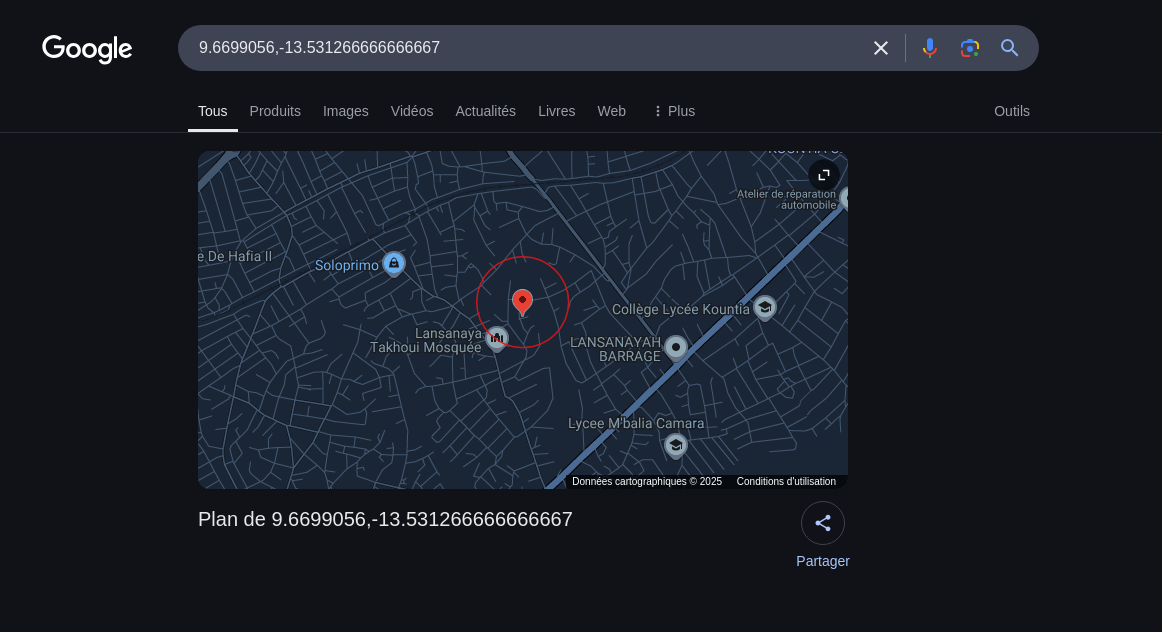 Google
9.6699056,-13.531266666666667
Tous
Produits
Images
Vidéos
Actualités
Livres
Web
Plus
Outils
Atelier de réparation
automobile
e De Hafia II
Soloprimo
Collège Lycée Kountia
Lansanaya
Takhoui Mosquée
LANSANAYAH
BARRAGE
Lycee M'balia Camara
Données cartographiques © 2025
Conditions d'utilisation
Plan de 9.6699056,-13.531266666666667
Partager